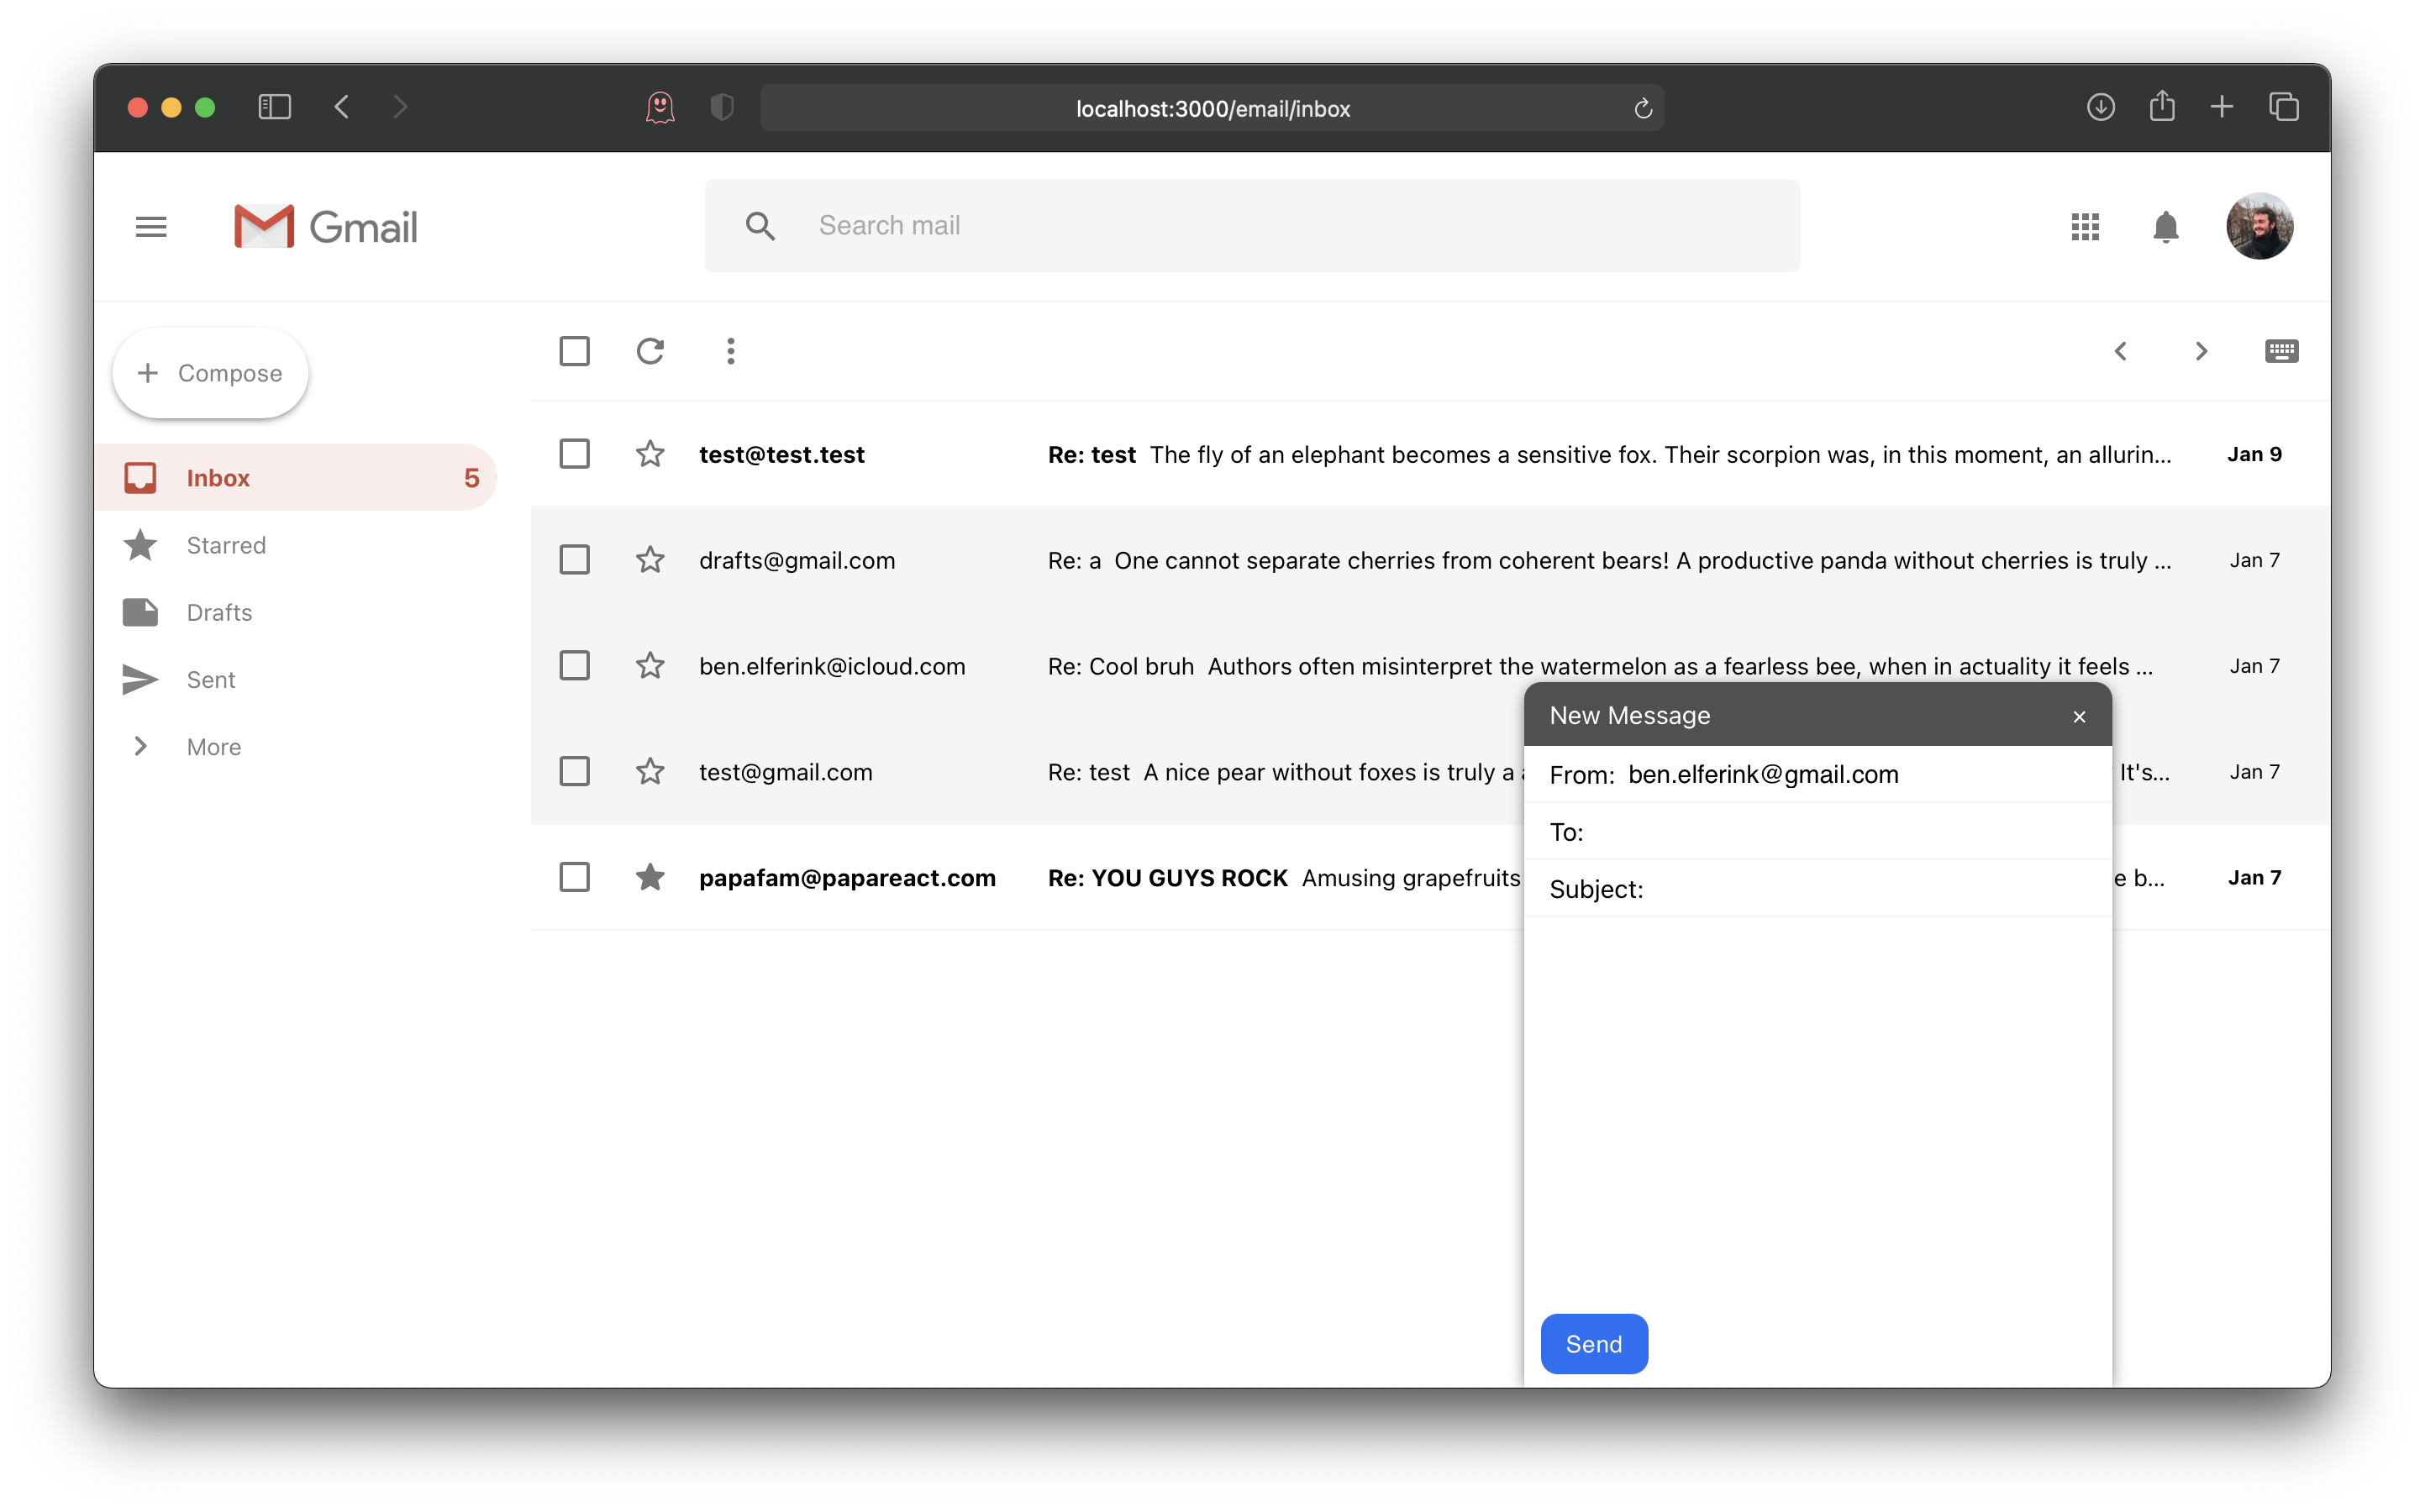 localhost:3000/email/inbox
Gmail
Search mail
Compose
Inbox 5
Starred
Drafts
Sent
More
test@test.test Re: test The fly of an elephant becomes a sensitive fox. Their scorpion was, in this moment, an allurin... Jan 9
drafts@gmail.com Re: a One cannot separate cherries from coherent bears! A productive panda without cherries is truly ... Jan 7
ben.elferink@icloud.com Re: Cool bruh Authors often misinterpret the watermelon as a fearless bee, when in actuality it feels ... Jan 7
test@gmail.com Re: test A nice pear without foxes is truly a It's... Jan 7
papafam@papareact.com Re: YOU GUYS ROCK Amusing grapefruits b... Jan 7
New Message ×
From: ben.elferink@gmail.com
To:
Subject:
Send